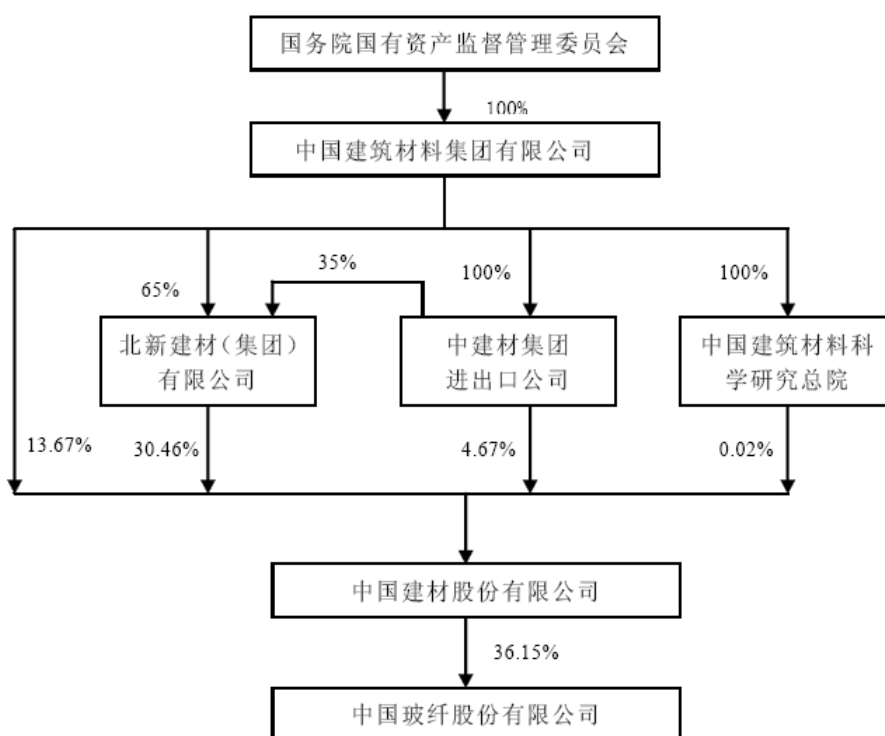 国务院国有资产监督管理委员会
100%
中国建筑材料集团有限公司
35%
100%
100%
65%
北新建材（集团）
有限公司
中建材集团
进出口公司
中国建筑材料科
学研究总院
13.67%
30.46%
4.67%
0.02%
中国建材股份有限公司
36.15%
中国玻纤股份有限公司